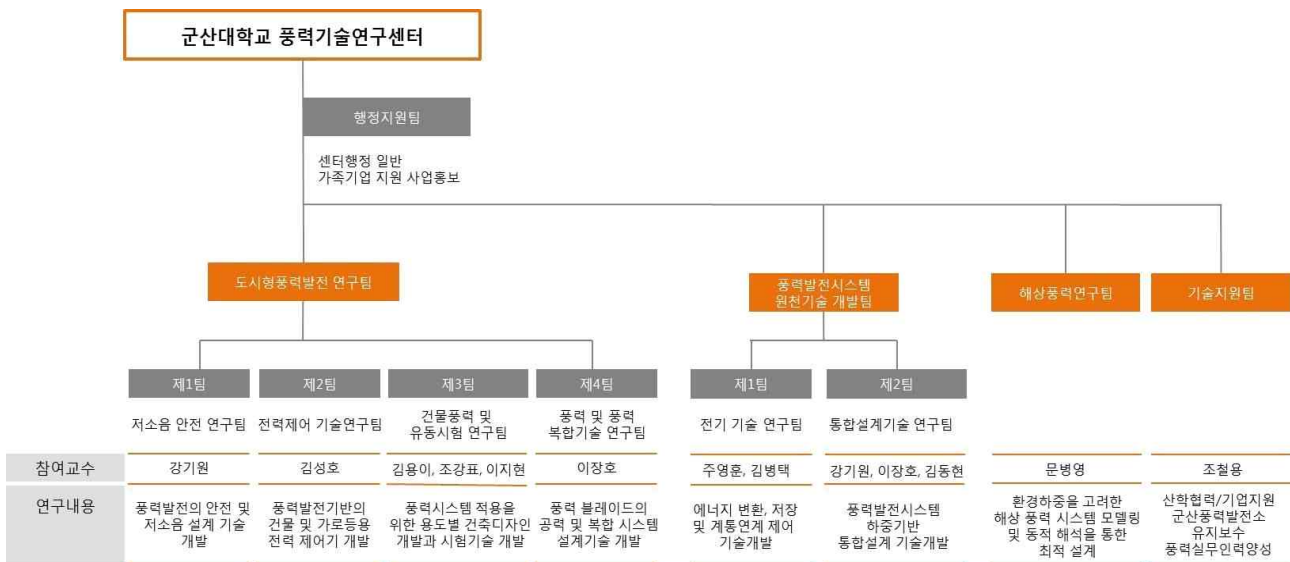 군산대학교 풍력기술연구센터
행정지원팀
센터행정 일반
가족기업 지원 사업홍보
도시형풍력발전 연구팀
풍력발전시스템
원천기술 개발팀
해상풍력연구팀
기술지원팀
제1팀
제2팀
제3팀
제4팀
제1팀
제2팀
저소음 안전 연구팀
전력제어 기술연구팀
건물풍력 및
유동시험 연구팀
풍력 및 풍력
복합기술 연구팀
전기 기술 연구팀
통합설계기술 연구팀
참여교수
강기원
김성호
김용이, 조강표, 이지현
이장호
주영훈, 김병택
강기원, 이장호, 김동현
문병영
조철용
연구내용
풍력발전의 안전 및
저소음 설계 기술
개발
풍력발전기반의
건물 및 가로등용
전력 제어기 개발
풍력시스템 적용을
위한 용도별 건축디자인
개발과 시험기술 개발
풍력 블레이드의
공력 및 복합 시스템
설계기술 개발
에너지 변환, 저장
및 계통연계 제어
기술개발
풍력발전시스템
하중기반
통합설계 기술개발
환경하중을 고려한
해상 풍력 시스템 모델링
및 동적 해석을 통한
최적 설계
산학협력/기업지원
군산풍력발전소
유지보수
풍력실무인력양성